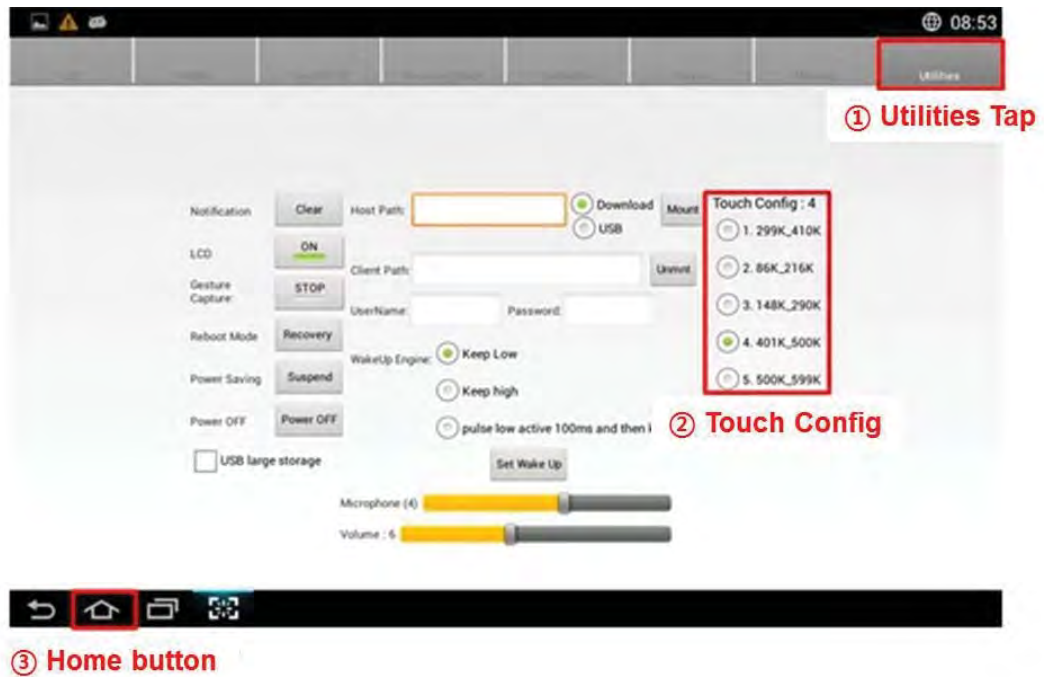 08:53
Utilities
① Utilities Tap
Notification
Clear
Host Path:
Download
USB
Mount
Touch Config : 4
1. 299K_410K
2. 86K_216K
3. 148K_290K
4. 401K_500K
5. 500K_599K
② Touch Config
LCD
ON
Client Path:
Unmnt
Gesture
Capture:
STOP
UserName:
Password:
Reboot Mode
Recovery
WakeUp Engine:
Keep Low
Power Saving
Suspend
Keep high
Power OFF
Power OFF
pulse low active 100ms and then
USB large storage
Set Wake Up
Microphone (4)
Volume : 6
③ Home button